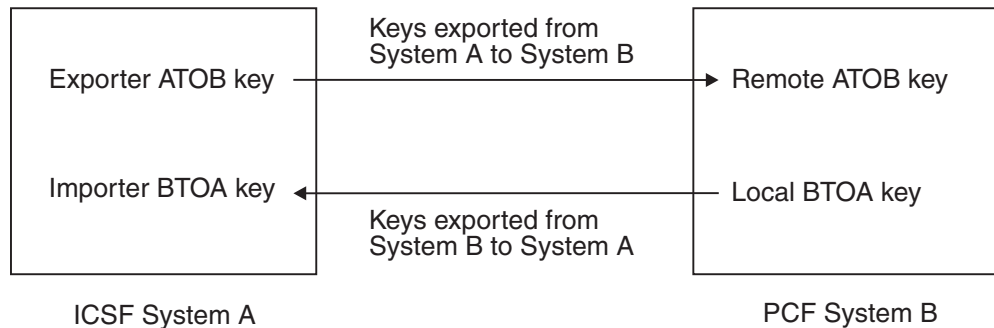 Keys exported from
System A to System B
Exporter ATOB key
Remote ATOB key
Importer BTOA key
Local BTOA key
Keys exported from
System B to System A
ICSF System A
PCF System B